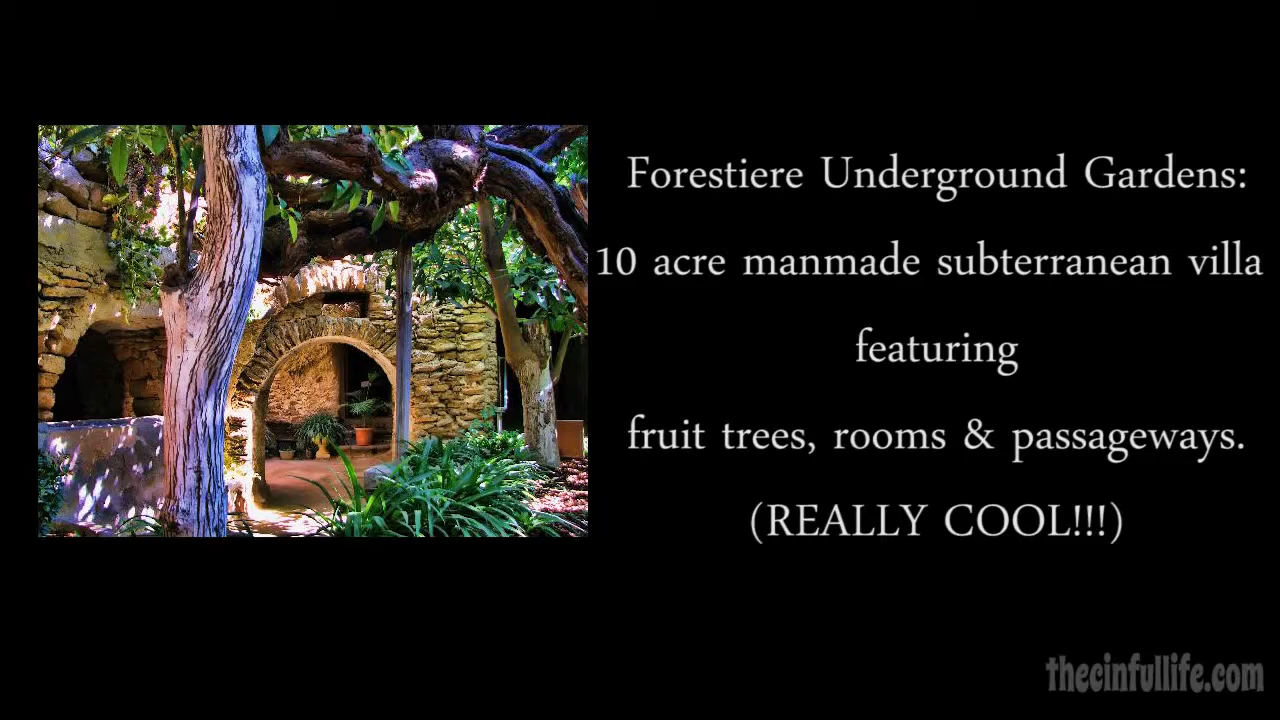 Forestiere Underground Gardens:
10 acre manmade subterranean villa
featuring
fruit trees, rooms & passageways.
(REALLY COOL!!!)
thecinfullife.com